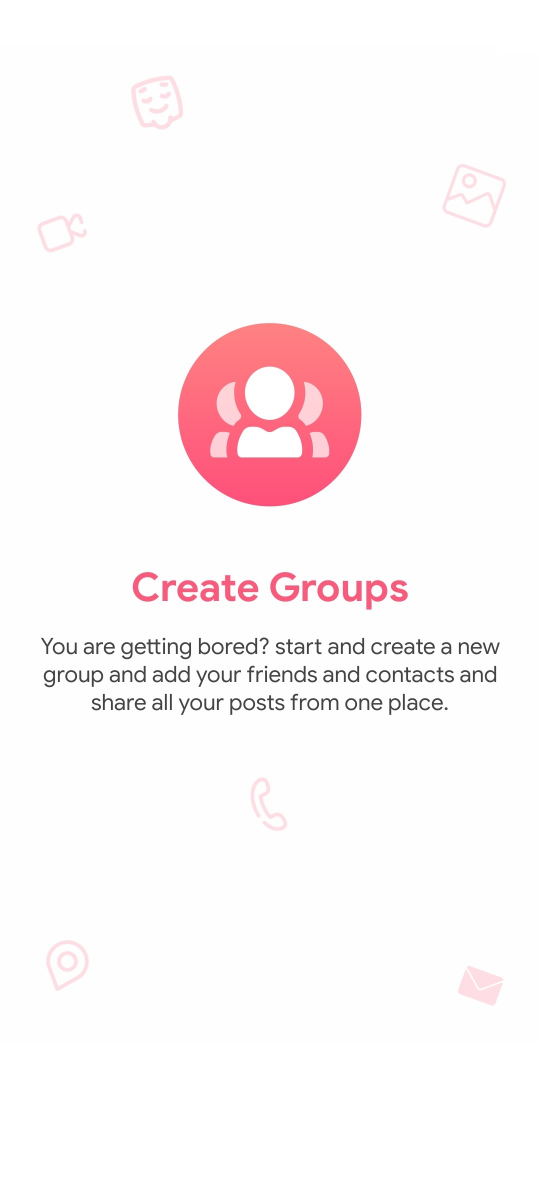 Create Groups
You are getting bored? start and create a new
group and add your friends and contacts and
share all your posts from one place.